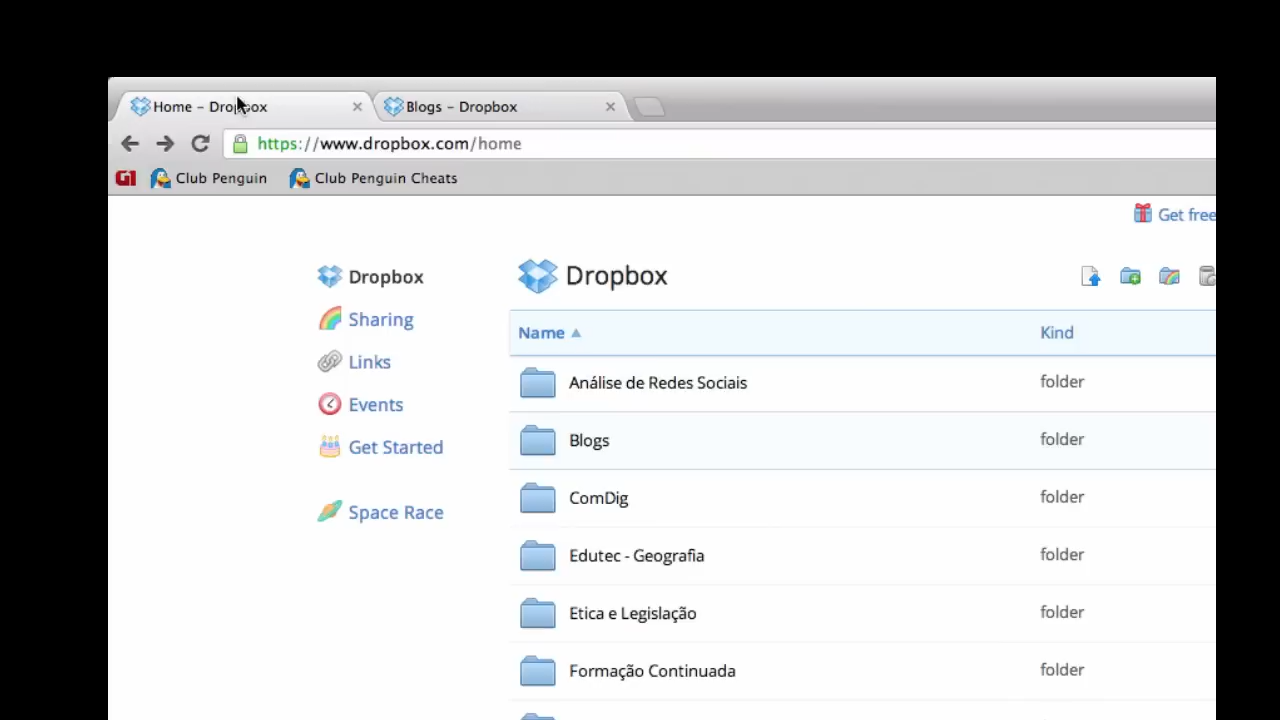 Home – Dropbox
Blogs – Dropbox
https://www.dropbox.com/home
G1
Club Penguin
Club Penguin Cheats
Get free
Dropbox
Sharing
Links
Events
Get Started
Space Race
Dropbox
Name
Kind
Análise de Redes Sociais
folder
Blogs
folder
ComDig
folder
Edutec - Geografia
folder
Etica e Legislação
folder
Formação Continuada
folder